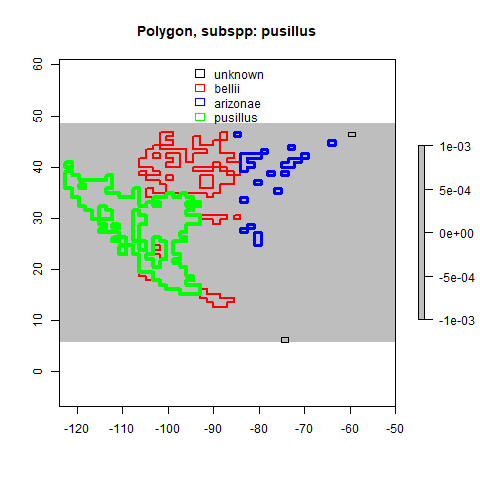 Polygon, subspp: pusillus
unknown
bellii
arizonae
pusillus
60
50
40
30
20
10
0
-120 -110 -100 -90 -80 -70 -60 -50
1e-03
5e-04
0e+00
-5e-04
-1e-03